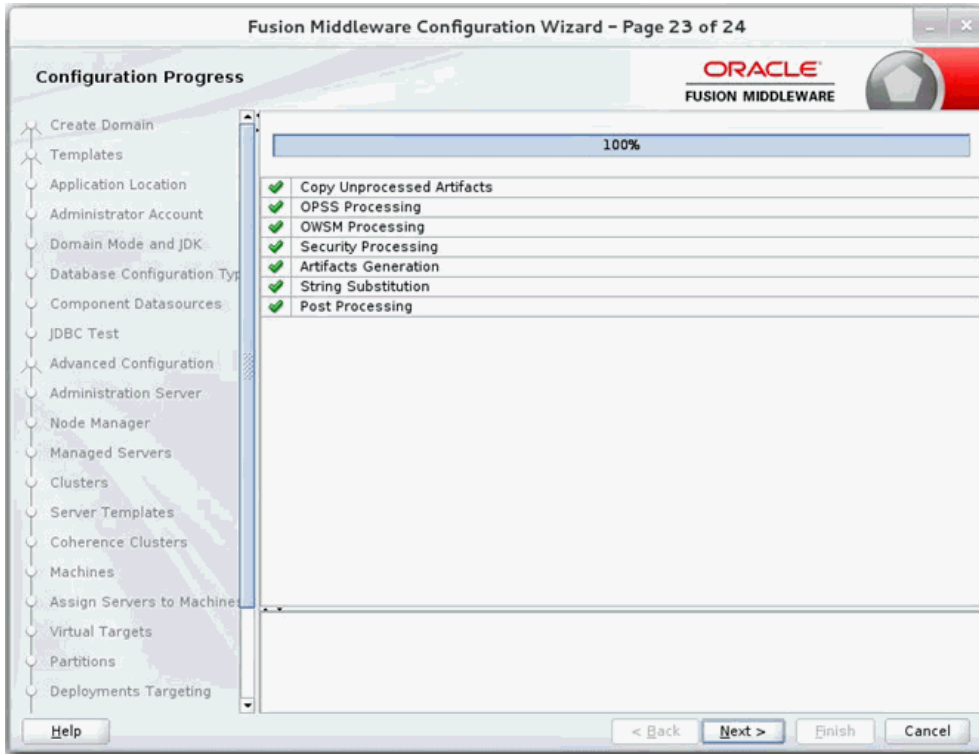 Fusion Middleware Configuration Wizard – Page 23 of 24
Configuration Progress
ORACLE
FUSION MIDDLEWARE
Create Domain
Templates
Application Location
Administrator Account
Domain Mode and JDK
Database Configuration Typ
Component Datasources
JDBC Test
Advanced Configuration
Administration Server
Node Manager
Managed Servers
Clusters
Server Templates
Coherence Clusters
Machines
Assign Servers to Machines
Virtual Targets
Partitions
Deployments Targeting
100%
Copy Unprocessed Artifacts
OPSS Processing
OWSM Processing
Security Processing
Artifacts Generation
String Substitution
Post Processing
Help
< Back
Next >
Finish
Cancel